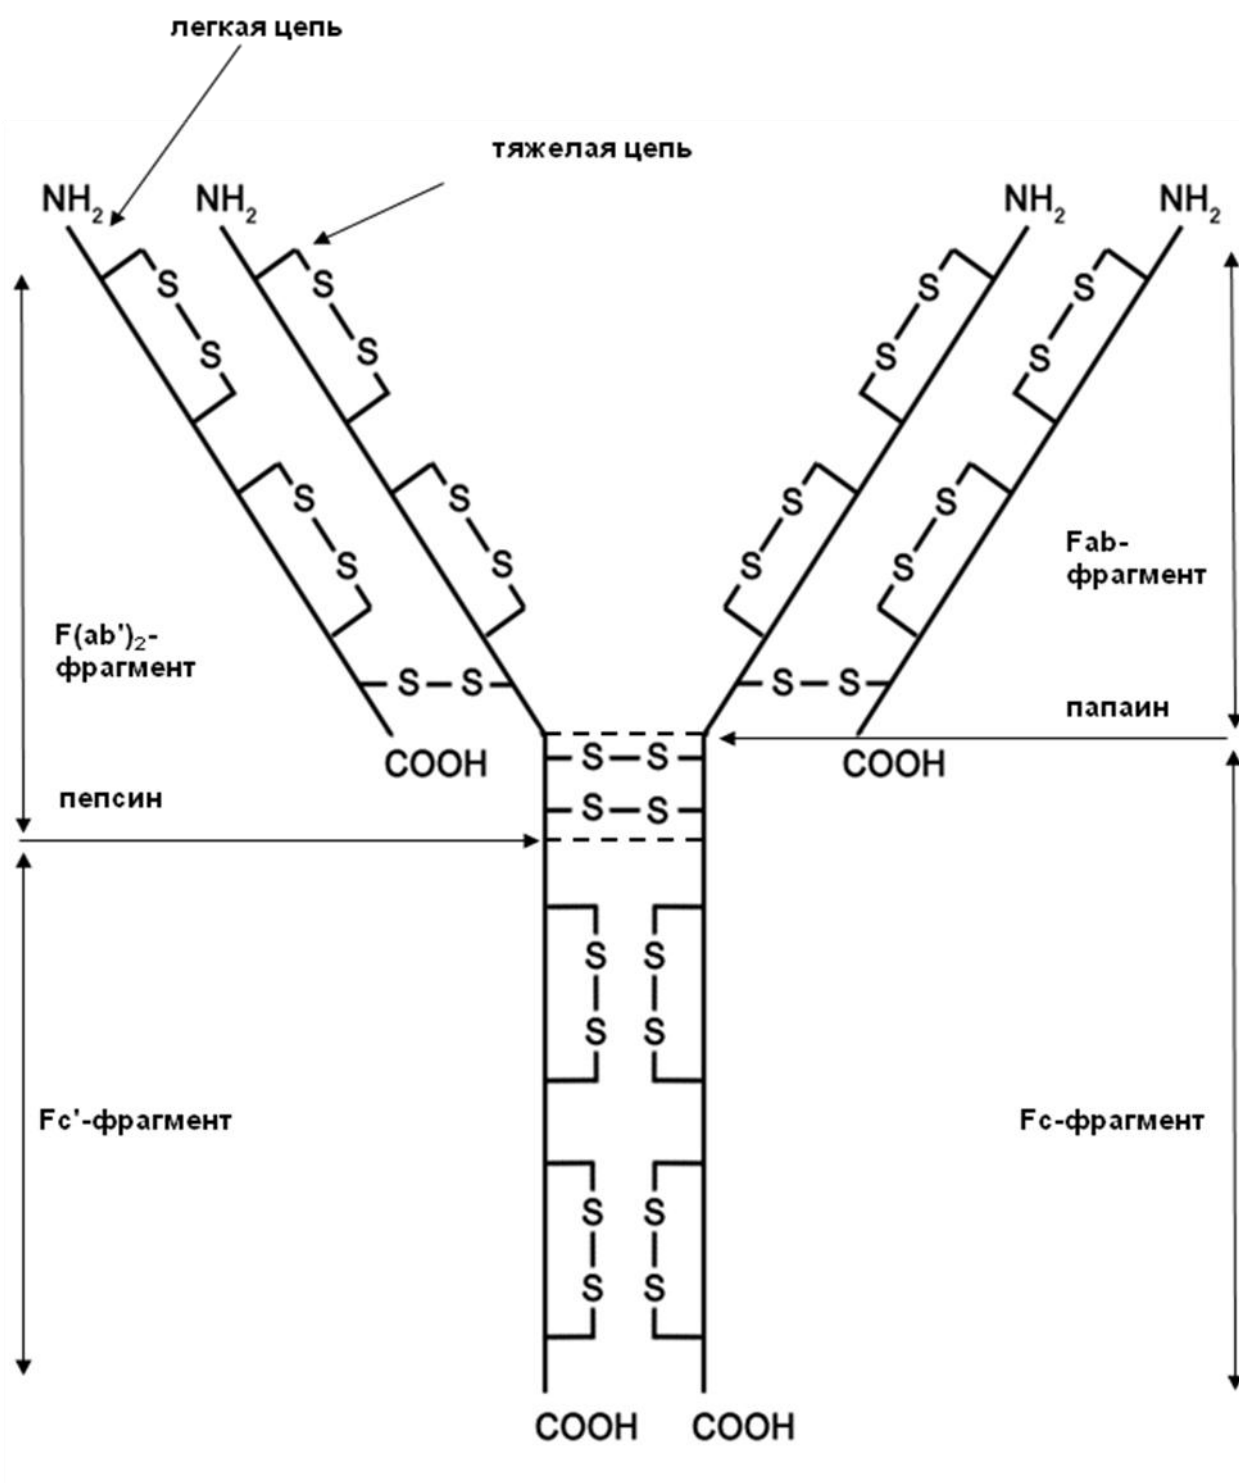 легкая цепь
тяжелая цепь
NH2 NH2 NH2 NH2
S S S S
S S S S
S S S S
S S S S
Fab-
фрагмент
F(ab')2-
фрагмент
S S S S
папаин
S S
COOH COOH
пепсин
S S
S S
S S
Fc'-фрагмент
Fc-фрагмент
S S
S S
COOH COOH